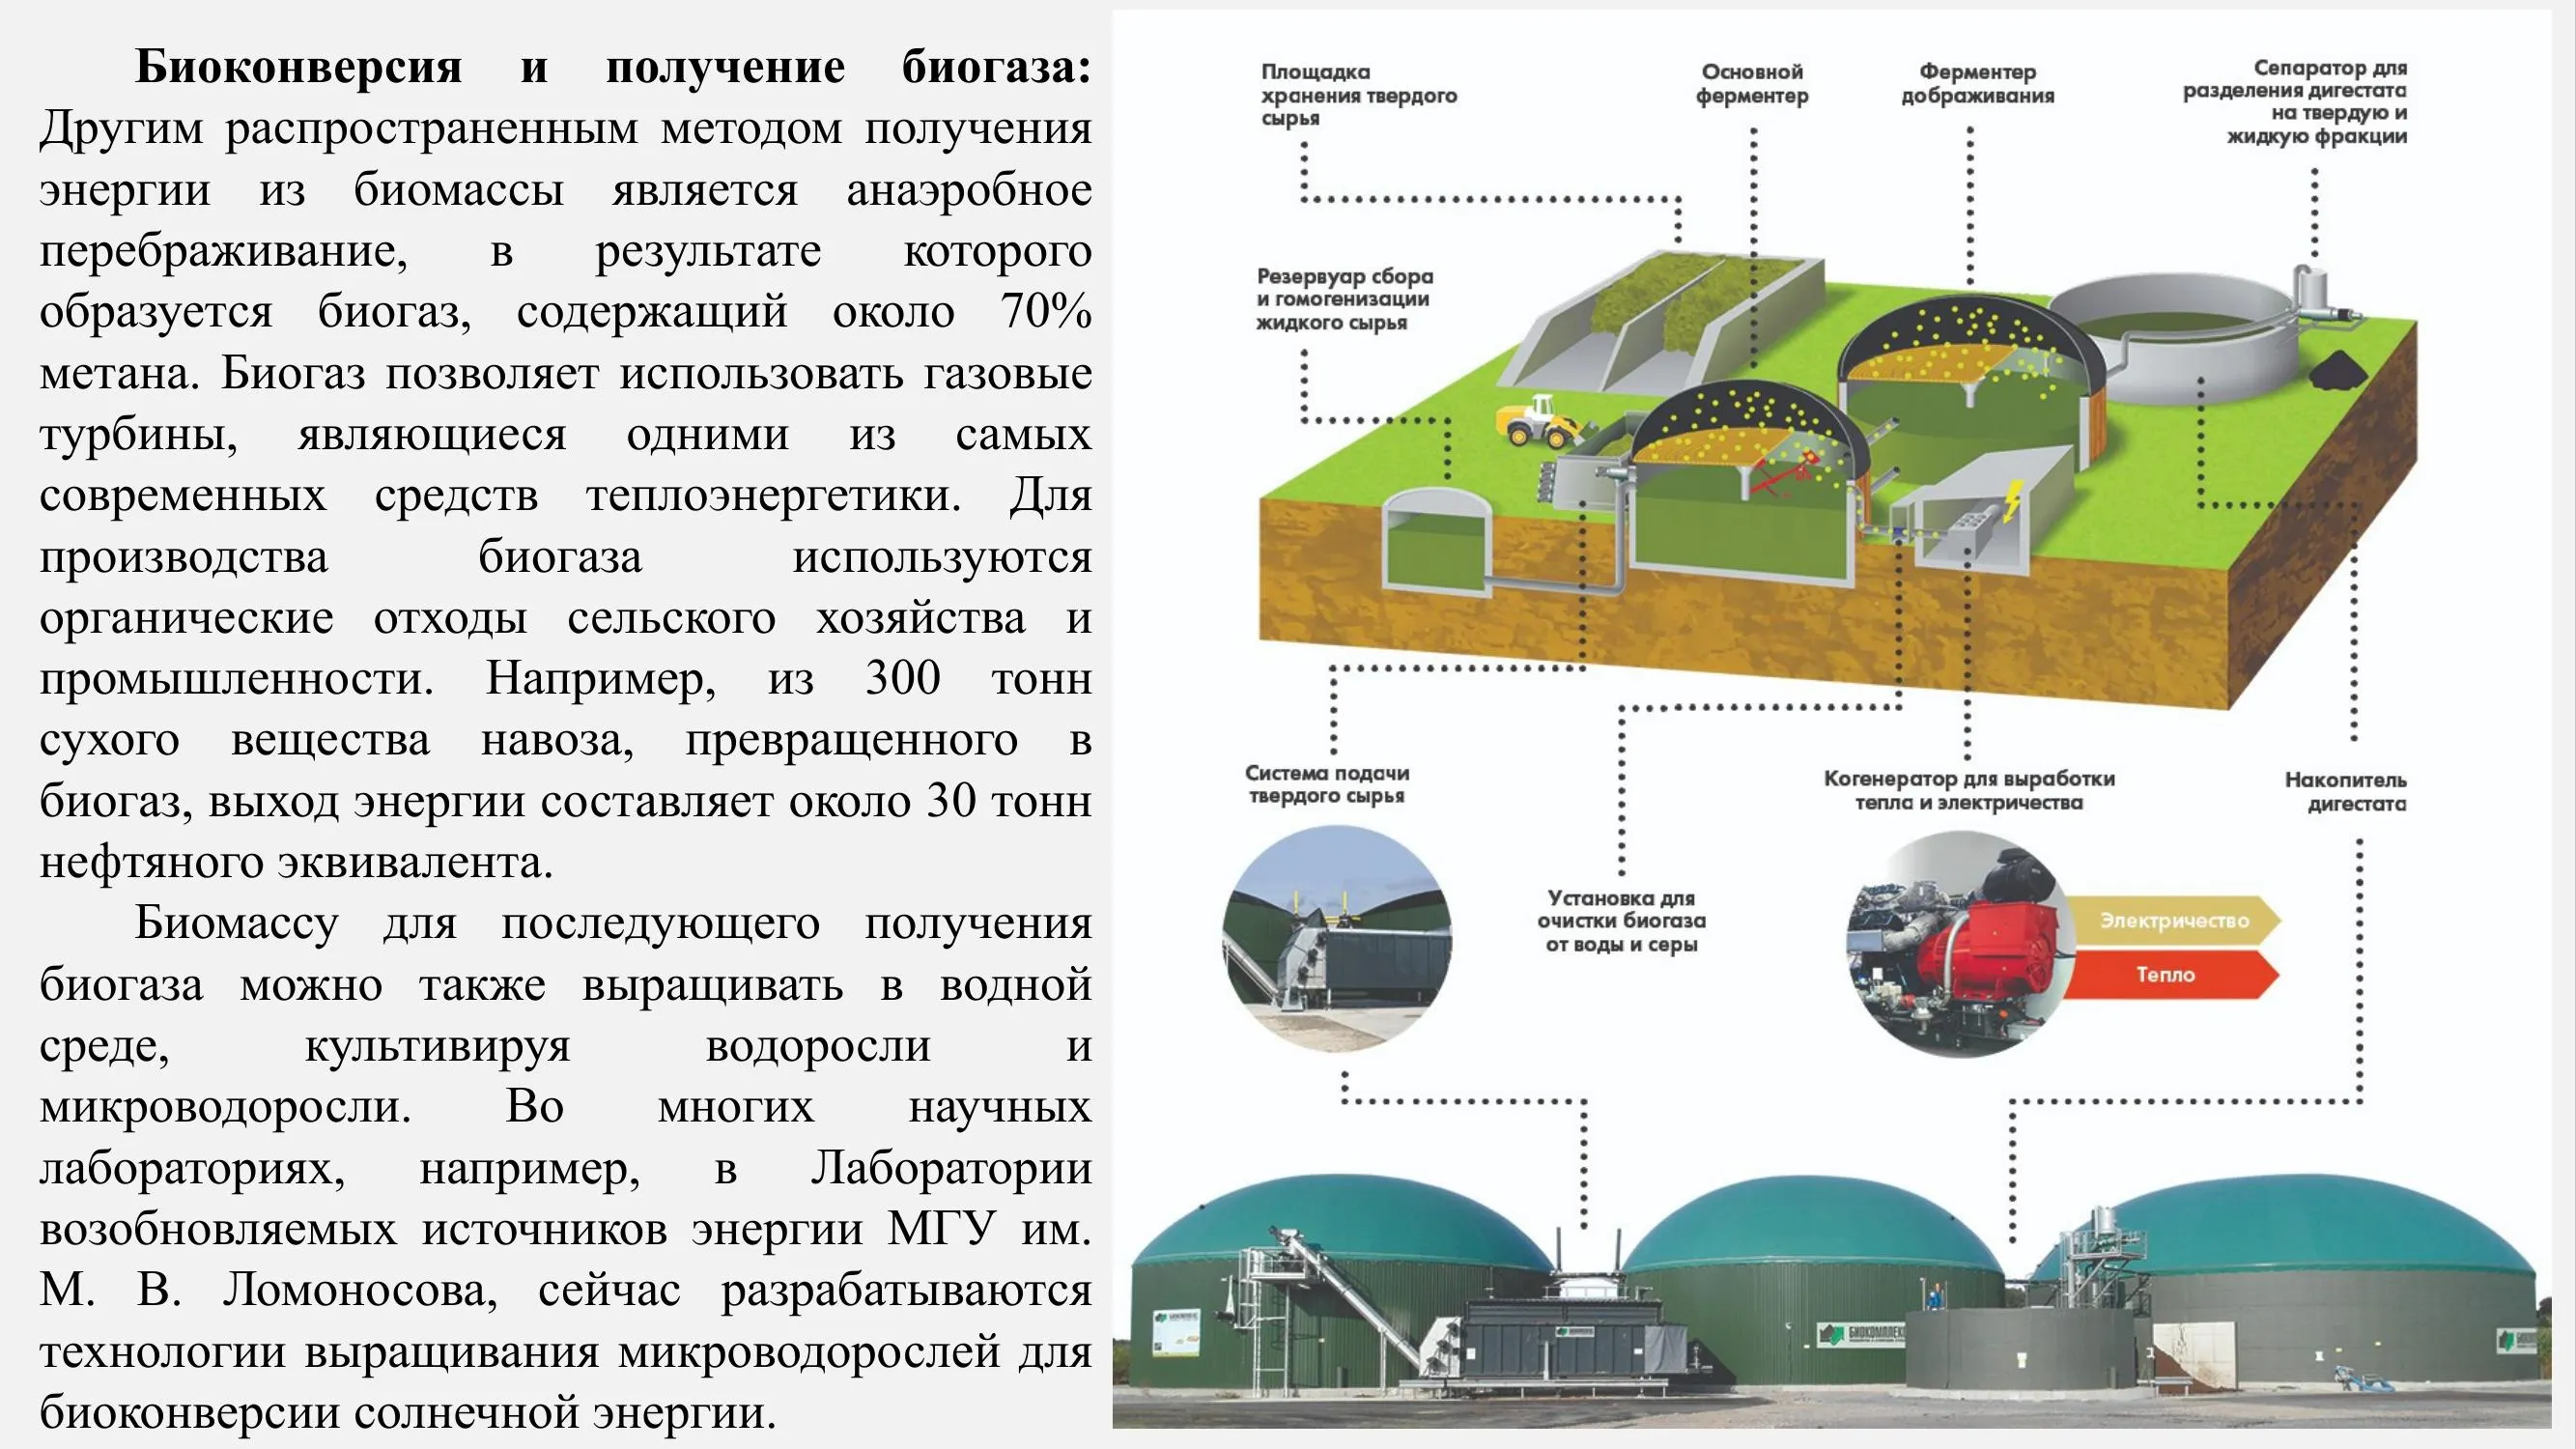 Биоконверсия и получение биогаза:
Другим распространенным методом получения
энергии из биомассы является анаэробное
перебраживание, в результате которого
образуется биогаз, содержащий около 70%
метана. Биогаз позволяет использовать газовые
турбины, являющиеся одними из самых
современных средств теплоэнергетики. Для
производства биогаза используются
органические отходы сельского хозяйства и
промышленности. Например, из 300 тонн
сухого вещества навоза, превращенного в
биогаз, выход энергии составляет около 30 тонн
нефтяного эквивалента.
Биомассу для последующего получения
биогаза можно также выращивать в водной
среде, культивируя водоросли и
микроводоросли. Во многих научных
лабораториях, например, в Лаборатории
возобновляемых источников энергии МГУ им.
М. В. Ломоносова, сейчас разрабатываются
технологии выращивания микроводорослей для
биоконверсии солнечной энергии.
Площадка
хранения твердого
сырья
Основной
ферментер
Ферментер
дображивания
Сепаратор для
разделения дигестата
на твердую и
жидкую фракции
Резервуар сбора
и гомогенизации
жидкого сырья
Система подачи
твердого сырья
Установка для
очистки биогаза
от воды и серы
Когенератор для выработки
тепла и электричества
Электричество
Тепло
Накопитель
дигестата